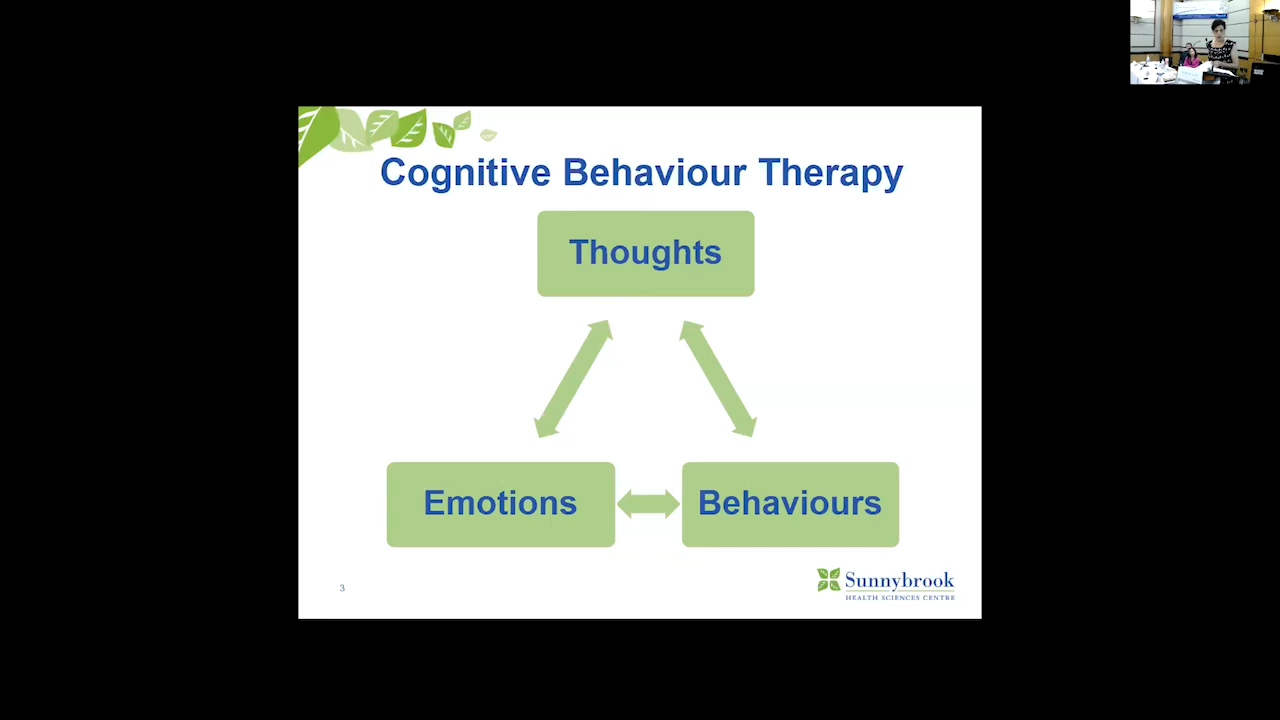 Cognitive Behaviour Therapy
Thoughts
Emotions
Behaviours
3
Sunnybrook
HEALTH SCIENCES CENTRE